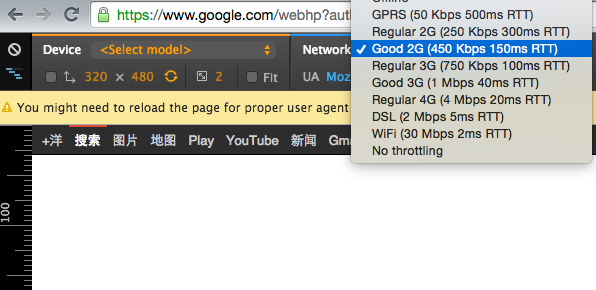 Offline
https://www.google.com/webhp?aut
GPRS (50 Kbps 500ms RTT)
Regular 2G (250 Kbps 300ms RTT)
Good 2G (450 Kbps 150ms RTT)
Regular 3G (750 Kbps 100ms RTT)
Good 3G (1 Mbps 40ms RTT)
Regular 4G (4 Mbps 20ms RTT)
DSL (2 Mbps 5ms RTT)
WiFi (30 Mbps 2ms RTT)
No throttling
Device <Select model> Network
320 × 480 2 Fit UA Moz
You might need to reload the page for proper user agent
+洋 搜索 图片 地图 Play YouTube 新闻 Gma
100